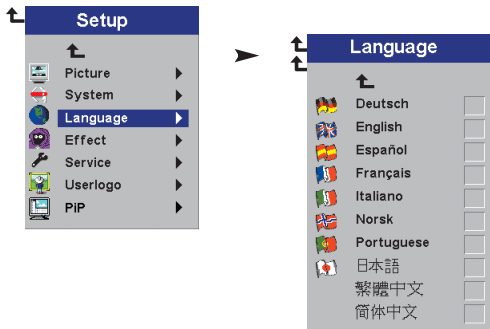 Setup
Picture
System
Language
Effect
Service
Userlogo
PiP
Language
Deutsch
English
Español
Français
Italiano
Norsk
Portuguese
日本語
繁體中文
简体中文